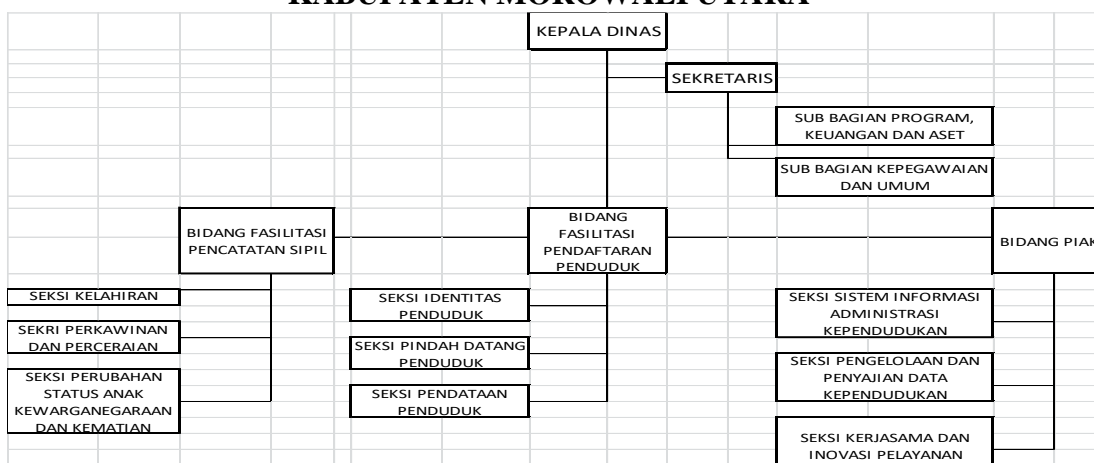 KABUPATEN MOROWALI UTARA
KEPALA DINAS
SEKRETARIS
SUB BAGIAN PROGRAM,
KEUANGAN DAN ASET
SUB BAGIAN KEPEGAWAIAN
DAN UMUM
BIDANG FASILITASI
PENCATATAN SIPIL
BIDANG
FASILITASI
PENDAFTARAN
PENDUDUK
BIDANG PIAK
SEKSI KELAHIRAN
SEKRI PERKAWINAN
DAN PERCERAIAN
SEKSI PERUBAHAN
STATUS ANAK
KEWARGANEGARAAN
DAN KEMATIAN
SEKSI IDENTITAS
PENDUDUK
SEKSI PINDAH DATANG
PENDUDUK
SEKSI PENDATAAN
PENDUDUK
SEKSI SISTEM INFORMASI
ADMINISTRASI
KEPENDUDUKAN
SEKSI PENGELOLAAN DAN
PENYAJIAN DATA
KEPENDUDUKAN
SEKSI KERJASAMA DAN
INOVASI PELAYANAN